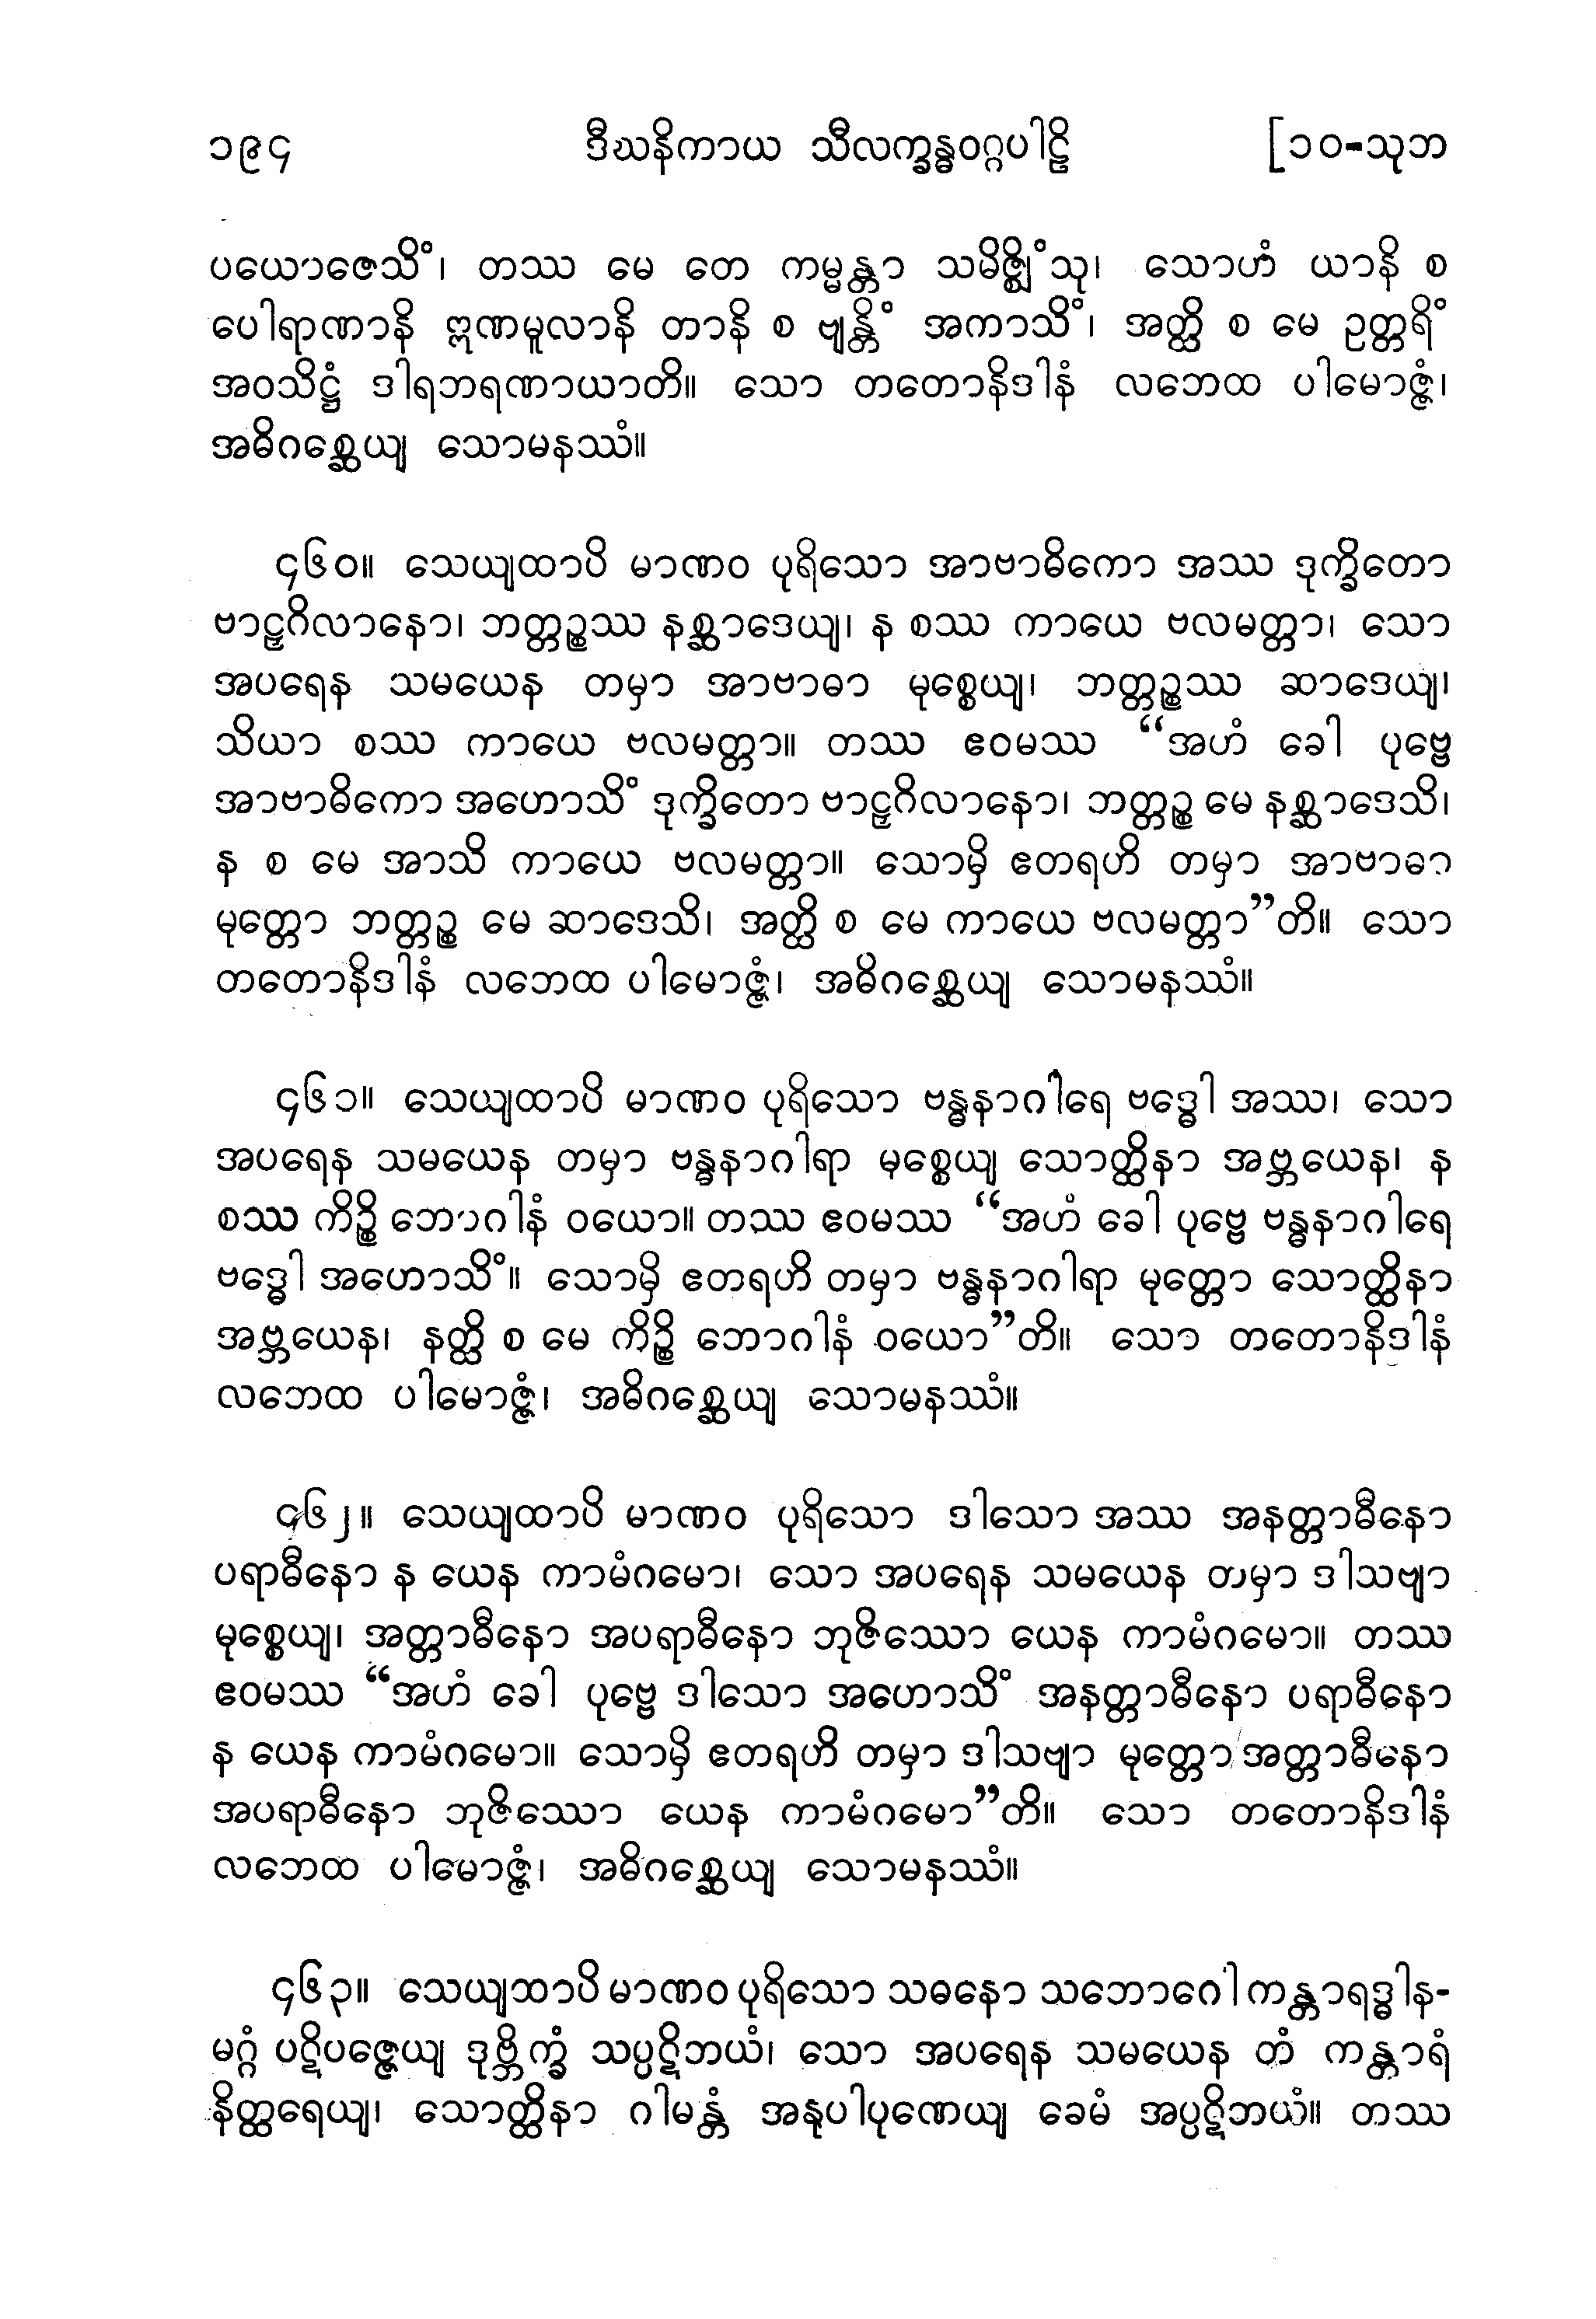 ၁၉၄ ဒီဃနိကာယ သီလက္ခန္ဓဝဂ္ဂပါဠိ [၁၀-သုဘ
ပယောဇေသိံ၊ တဿ မေ တေ ကမ္မန္တာ သမိဇ္ဈိံသု၊ သောဟံ ယာနိ စ
ပေါရာဏာနိ ဣဏမူလာနိ တာနိ စ ဗျန္တိံ အကာသိံ၊ အတ္ထိ စ မေ ဥတ္တရိံ
အဝသိဋ္ဌံ ဒါရဘရဏာယာတိ။ သော တတောနိဒါနံ လဘေထ ပါမောဇ္ဇံ၊
အဓိဂစ္ဆေယျ သောမနဿံ။
၄၆၀။ သေယျထာပိ မာဏဝ ပုရိသော အာဗာဓိကော အဿ ဒုက္ခိတော
ဗာဠှဂိလာနော၊ ဘတ္တဉ္စဿ နစ္ဆာဒေယျ၊ န စဿ ကာယေ ဗလမတ္တာ၊ သော
အပရေန သမယေန တမှာ အာဗာဓာ မုစ္စေယျ၊ ဘတ္တဉ္စဿ ဆာဒေယျ၊
သိယာ စဿ ကာယေ ဗလမတ္တာ။ တဿ ဧဝမဿ “အဟံ ခေါ ပုဗ္ဗေ
အာဗာဓိကော အဟောသိံ ဒုက္ခိတော ဗာဠှဂိလာနော၊ ဘတ္တဉ္စ မေ နစ္ဆာဒေသိ၊
န စ မေ အာသိ ကာယေ ဗလမတ္တာ။ သောမှိ ဧတရဟိ တမှာ အာဗာဓာ
မုတ္တော ဘတ္တဉ္စ မေ ဆာဒေသိ၊ အတ္ထိ စ မေ ကာယေ ဗလမတ္တာ”တိ။ သော
တတောနိဒါနံ လဘေထ ပါမောဇ္ဇံ၊ အဓိဂစ္ဆေယျ သောမနဿံ။
၄၆၁။ သေယျထာပိ မာဏဝ ပုရိသော ဗန္ဓနာဂါရေ ဗဒ္ဓေါ အဿ၊ သော
အပရေန သမယေန တမှာ ဗန္ဓနာဂါရာ မုစ္စေယျ သောတ္ထိနာ အဗ္ဘယေန၊ န
စဿ ကိဉ္စိ ဘောဂါနံ ဝယော။ တဿ ဧဝမဿ “အဟံ ခေါ ပုဗ္ဗေ ဗန္ဓနာဂါရေ
ဗဒ္ဓေါ အဟောသိံ။ သောမှိ ဧတရဟိ တမှာ ဗန္ဓနာဂါရာ မုတ္တော သောတ္ထိနာ
အဗ္ဘယေန၊ နတ္ထိ စ မေ ကိဉ္စိ ဘောဂါနံ ဝယော”တိ။ သော တတောနိဒါနံ
လဘေထ ပါမောဇ္ဇံ၊ အဓိဂစ္ဆေယျ သောမနဿံ။
၄၆၂။ သေယျထာပိ မာဏဝ ပုရိသော ဒါသော အဿ အနတ္တာဓီနော
ပရာဓီနော န ယေန ကာမံဂမော၊ သော အပရေန သမယေန တမှာ ဒါသဗျာ
မုစ္စေယျ၊ အတ္တာဓီနော အပရာဓီနော ဘုဇိဿော ယေန ကာမံဂမော။ တဿ
ဧဝမဿ “အဟံ ခေါ ပုဗ္ဗေ ဒါသော အဟောသိံ အနတ္တာဓီနော ပရာဓီနော
န ယေန ကာမံဂမော။ သောမှိ ဧတရဟိ တမှာ ဒါသဗျာ မုတ္တော အတ္တာဓီနော
အပရာဓီနော ဘုဇိဿော ယေန ကာမံဂမော”တိ။ သော တတောနိဒါနံ
လဘေထ ပါမောဇ္ဇံ၊ အဓိဂစ္ဆေယျ သောမနဿံ။
၄၆၃။ သေယျထာပိ မာဏဝ ပုရိသော သဓနော သဘောဂေါ ကန္တာရဒ္ဓါန-
မဂ္ဂံ ပဋိပဇ္ဇေယျ ဒုဗ္ဘိက္ခံ သပ္ပဋိဘယံ၊ သော အပရေန သမယေန တံ ကန္တာရံ
နိတ္ထရေယျ၊ သောတ္ထိနာ ဂါမန္တံ အနုပါပုဏေယျ ခေမံ အပ္ပဋိဘယံ။ တဿ